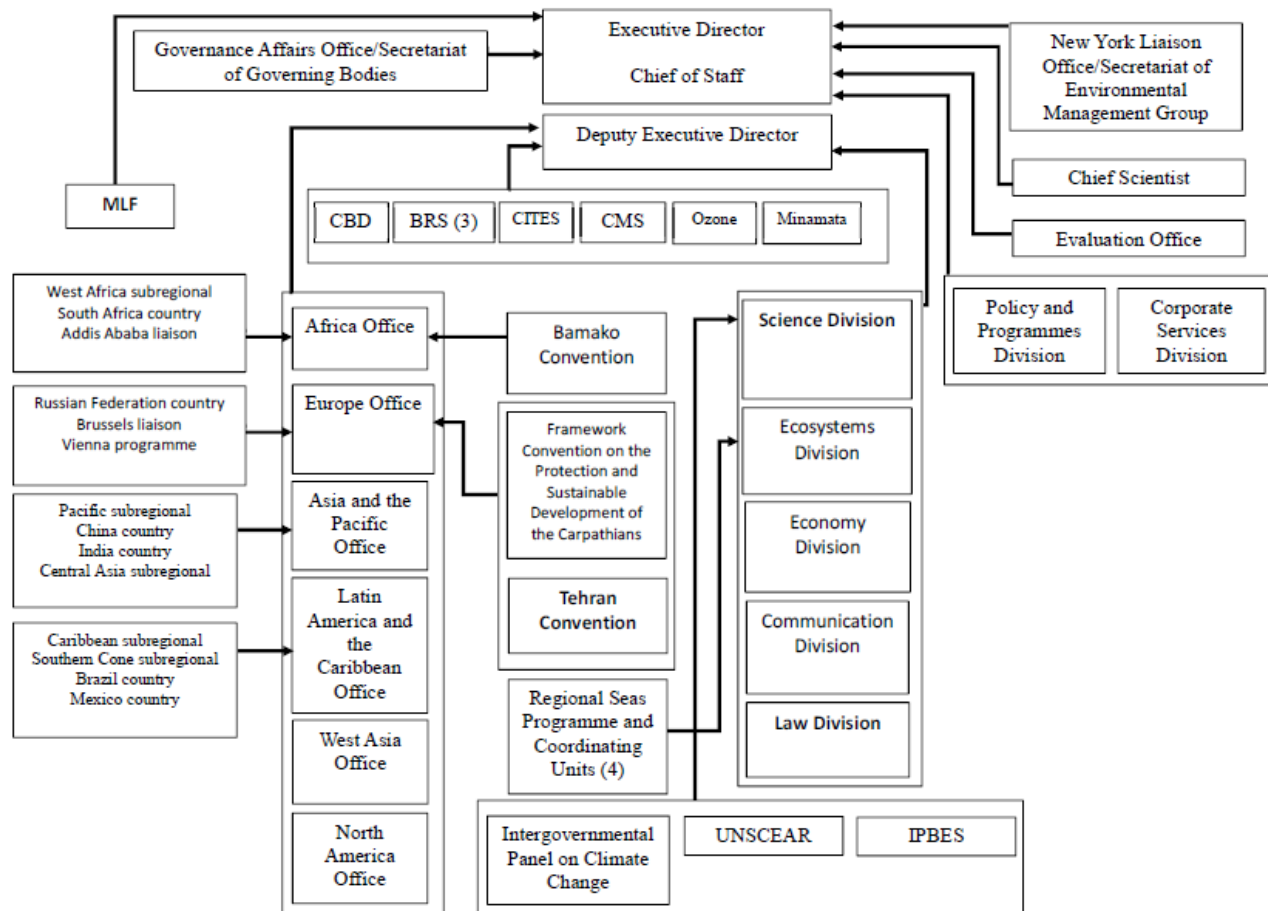 Executive Director
Chief of Staff
Governance Affairs Office/Secretariat
of Governing Bodies
New York Liaison
Office/Secretariat of
Environmental
Management Group
Deputy Executive Director
MLF
Chief Scientist
CBD
BRS (3)
CITES
CMS
Ozone
Minamata
Evaluation Office
West Africa subregional
South Africa country
Addis Ababa liaison
Africa Office
Bamako
Convention
Science Division
Policy and
Programmes
Division
Corporate
Services
Division
Russian Federation country
Brussels liaison
Vienna programme
Europe Office
Framework
Convention on the
Protection and
Sustainable
Development of
the Carpathians
Ecosystems
Division
Pacific subregional
China country
India country
Central Asia subregional
Asia and the
Pacific
Office
Economy
Division
Tehran
Convention
Caribbean subregional
Southern Cone subregional
Brazil country
Mexico country
Latin
America and
the
Caribbean
Office
Communication
Division
Regional Seas
Programme and
Coordinating
Units (4)
Law Division
West Asia
Office
North
America
Office
Intergovernmental
Panel on Climate
Change
UNSCEAR
IPBES